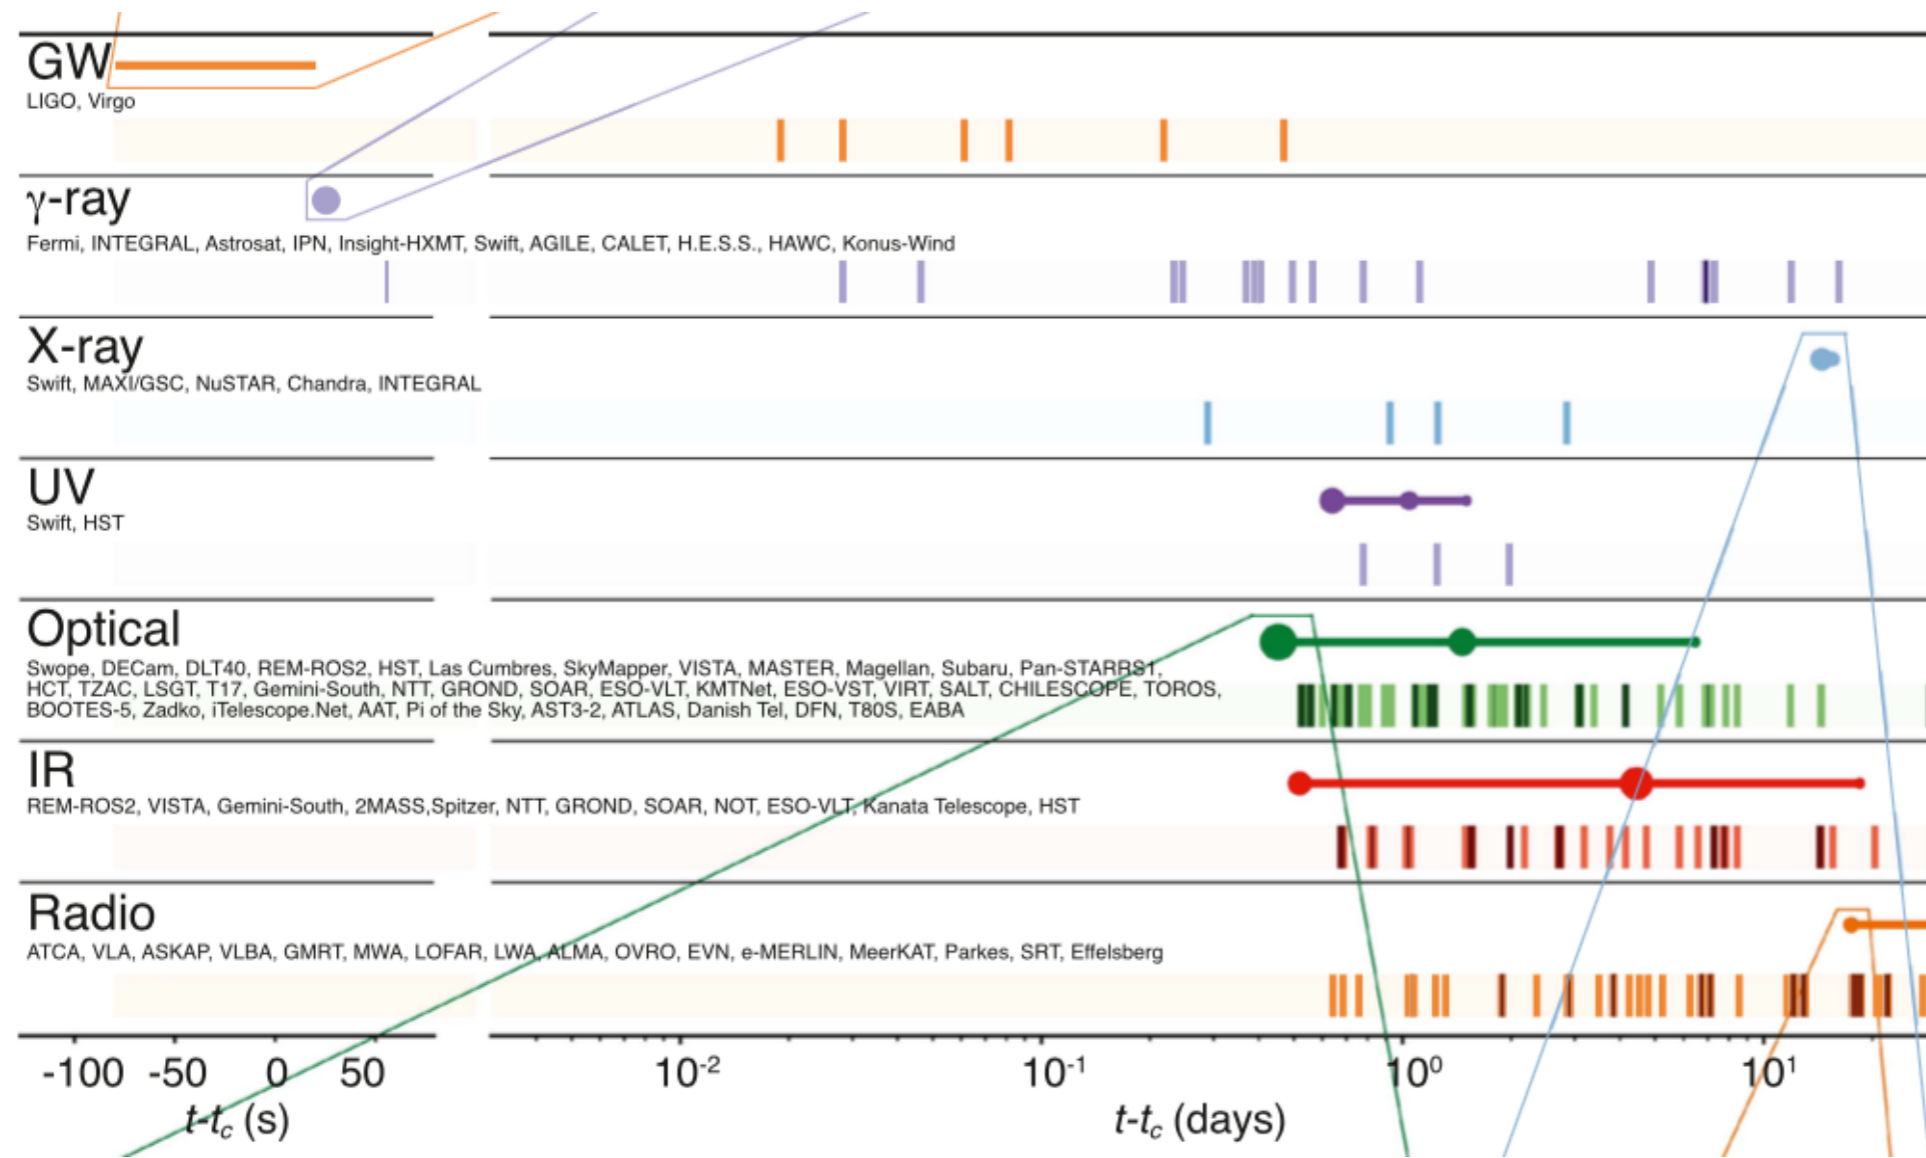 GW
LIGO, Virgo
γ-ray
Fermi, INTEGRAL, Astrosat, IPN, Insight-HXMT, Swift, AGILE, CALET, H.E.S.S., HAWC, Konus-Wind
X-ray
Swift, MAXI/GSC, NuSTAR, Chandra, INTEGRAL
UV
Swift, HST
Optical
Swope, DECam, DLT40, REM-ROS2, HST, Las Cumbres, SkyMapper, VISTA, MASTER, Magellan, Subaru, Pan-STARRS1,
HCT, TZAC, LSGT, T17, Gemini-South, NTT, GROND, SOAR, ESO-VLT, KMTNet, ESO-VST, VIRT, SALT, CHILESCOPE, TOROS,
BOOTES-5, Zadko, iTelescope.Net, AAT, Pi of the Sky, AST3-2, ATLAS, Danish Tel, DFN, T80S, EABA
IR
REM-ROS2, VISTA, Gemini-South, 2MASS,Spitzer, NTT, GROND, SOAR, NOT, ESO-VLT, Kanata Telescope, HST
Radio
ATCA, VLA, ASKAP, VLBA, GMRT, MWA, LOFAR, LWA, ALMA, OVRO, EVN, e-MERLIN, MeerKAT, Parkes, SRT, Effelsberg
-100 -50 0 50 10⁻² 10⁻¹ 10⁰ 10¹
t-tc (s) t-tc (days)